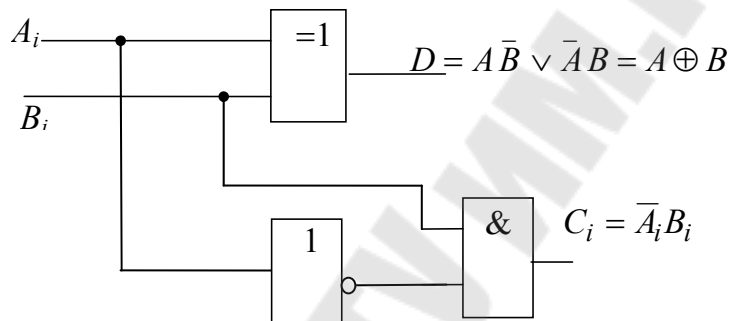 A_i
=1
D = A B̄ ∨ Ā B = A ⊕ B
B_i
1
&
C_i = Ā_i B_i